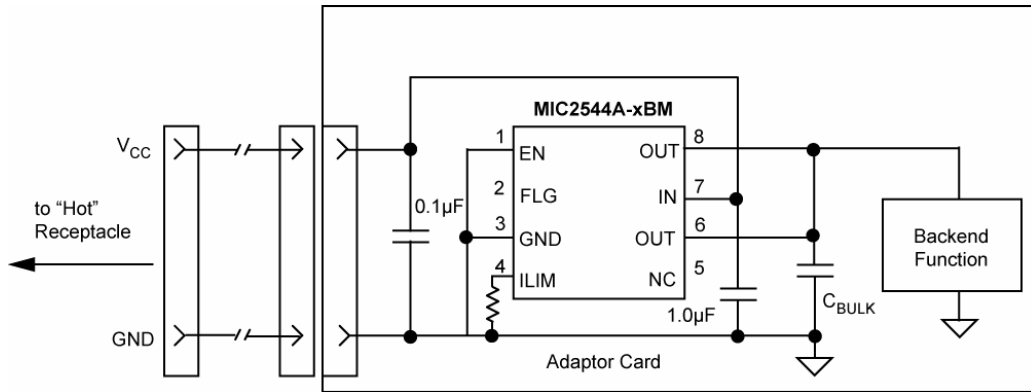 MIC2544A-xBM
V_CC
1
EN
OUT
8
to “Hot”
Receptacle
2
FLG
IN
7
0.1µF
3
GND
OUT
6
Backend
Function
4
ILIM
NC
5
1.0µF
C_BULK
GND
Adaptor Card